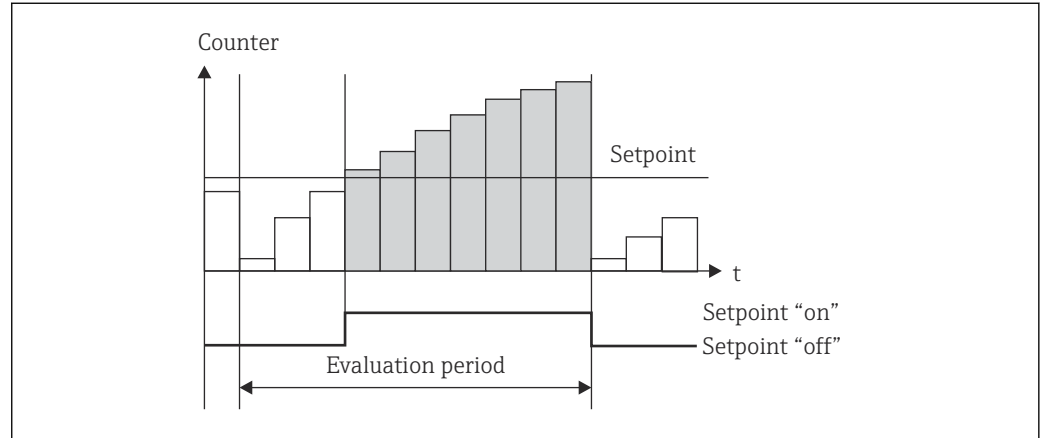 Counter
Setpoint
t
Setpoint “on”
Setpoint “off”
Evaluation period